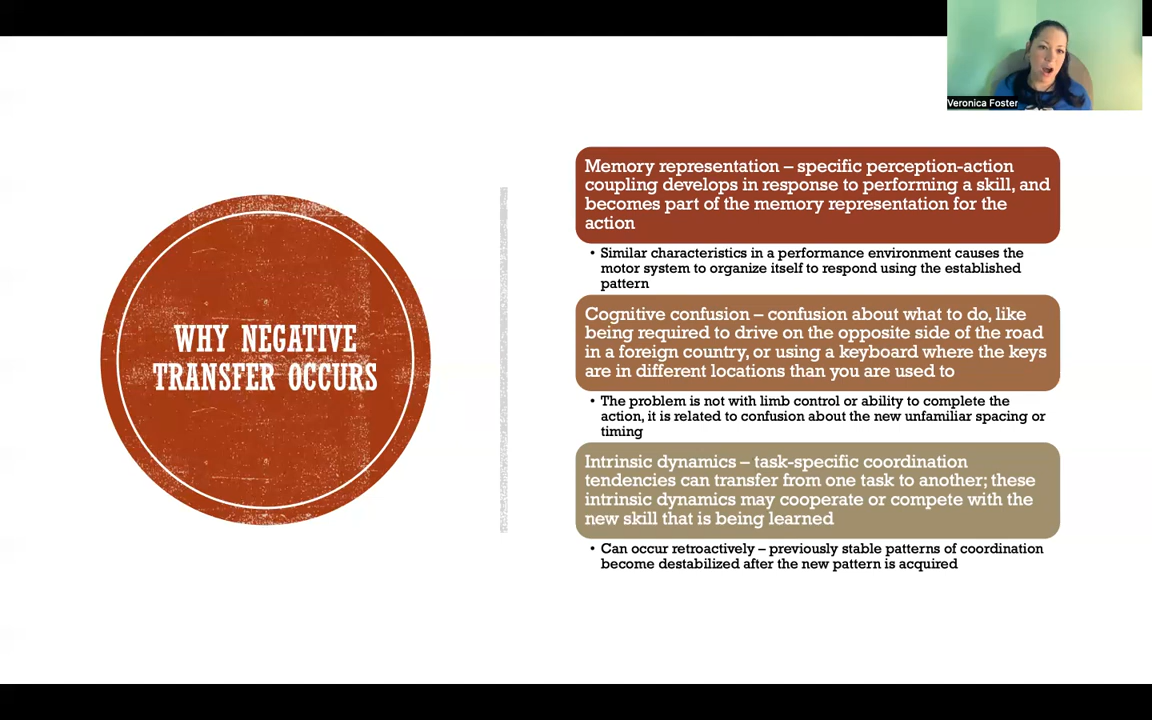 Veronica Foster
WHY NEGATIVE
TRANSFER OCCURS
Memory representation – specific perception-action
coupling develops in response to performing a skill, and
becomes part of the memory representation for the
action
• Similar characteristics in a performance environment causes the
motor system to organize itself to respond using the established
pattern
Cognitive confusion – confusion about what to do, like
being required to drive on the opposite side of the road
in a foreign country, or using a keyboard where the keys
are in different locations than you are used to
• The problem is not with limb control or ability to complete the
action, it is related to confusion about the new unfamiliar spacing or
timing
Intrinsic dynamics – task-specific coordination
tendencies can transfer from one task to another; these
intrinsic dynamics may cooperate or compete with the
new skill that is being learned
• Can occur retroactively – previously stable patterns of coordination
become destabilized after the new pattern is acquired